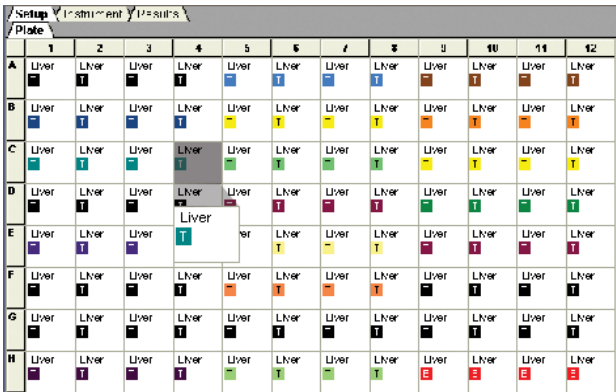 Setup Instrument Results
Plate
1 2 3 4 5 6 7 8 9 10 11 12
A Liver Liver Liver Liver Liver Liver Liver Liver Liver Liver Liver Liver
T T T T T T T T T T T T
B Liver Liver Liver Liver Liver Liver Liver Liver Liver Liver Liver Liver
T T T T T T T T T T T T
C Liver Liver Liver Liver Liver Liver Liver Liver Liver Liver Liver Liver
T T T T T T T T T T T T
D Liver Liver Liver Liver Liver Liver Liver Liver Liver Liver Liver Liver
T T T T T T T T T T T T
Liver
T
E Liver Liver Liver ver Liver Liver Liver Liver Liver Liver Liver
T T T T T T T T T T
F Liver Liver Liver Liver Liver Liver Liver Liver Liver Liver Liver Liver
T T T T T T T T T T T T
G Liver Liver Liver Liver Liver Liver Liver Liver Liver Liver Liver Liver
T T T T T T T T T T T T
H Liver Liver Liver Liver Liver Liver Liver Liver Liver Liver Liver Liver
T T T T T T T T E E E E